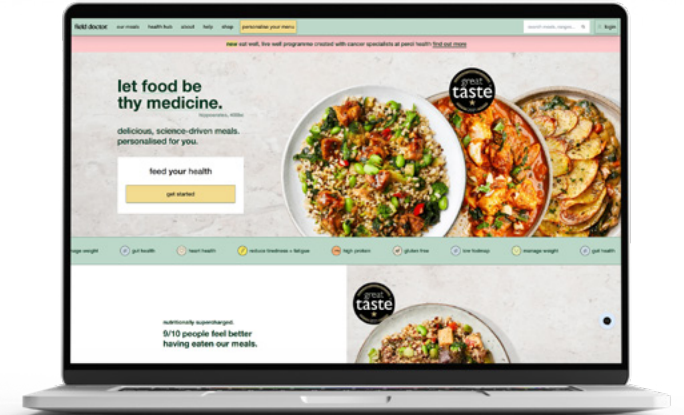 field doctor.
our meals health hub about help shop personalise your menu
search meals, ranges... login
new eat well, live well programme created with cancer specialists at perci health find out more
let food be
thy medicine.
delicious, science-driven meals.
personalised for you.
feed your health
get started
great
taste
gut health heart health reduce tiredness + fatigue high protein gluten free low fodmap manage weight gut health
great
taste
nutritionally supercharged.
9/10 people feel better
having eaten our meals.